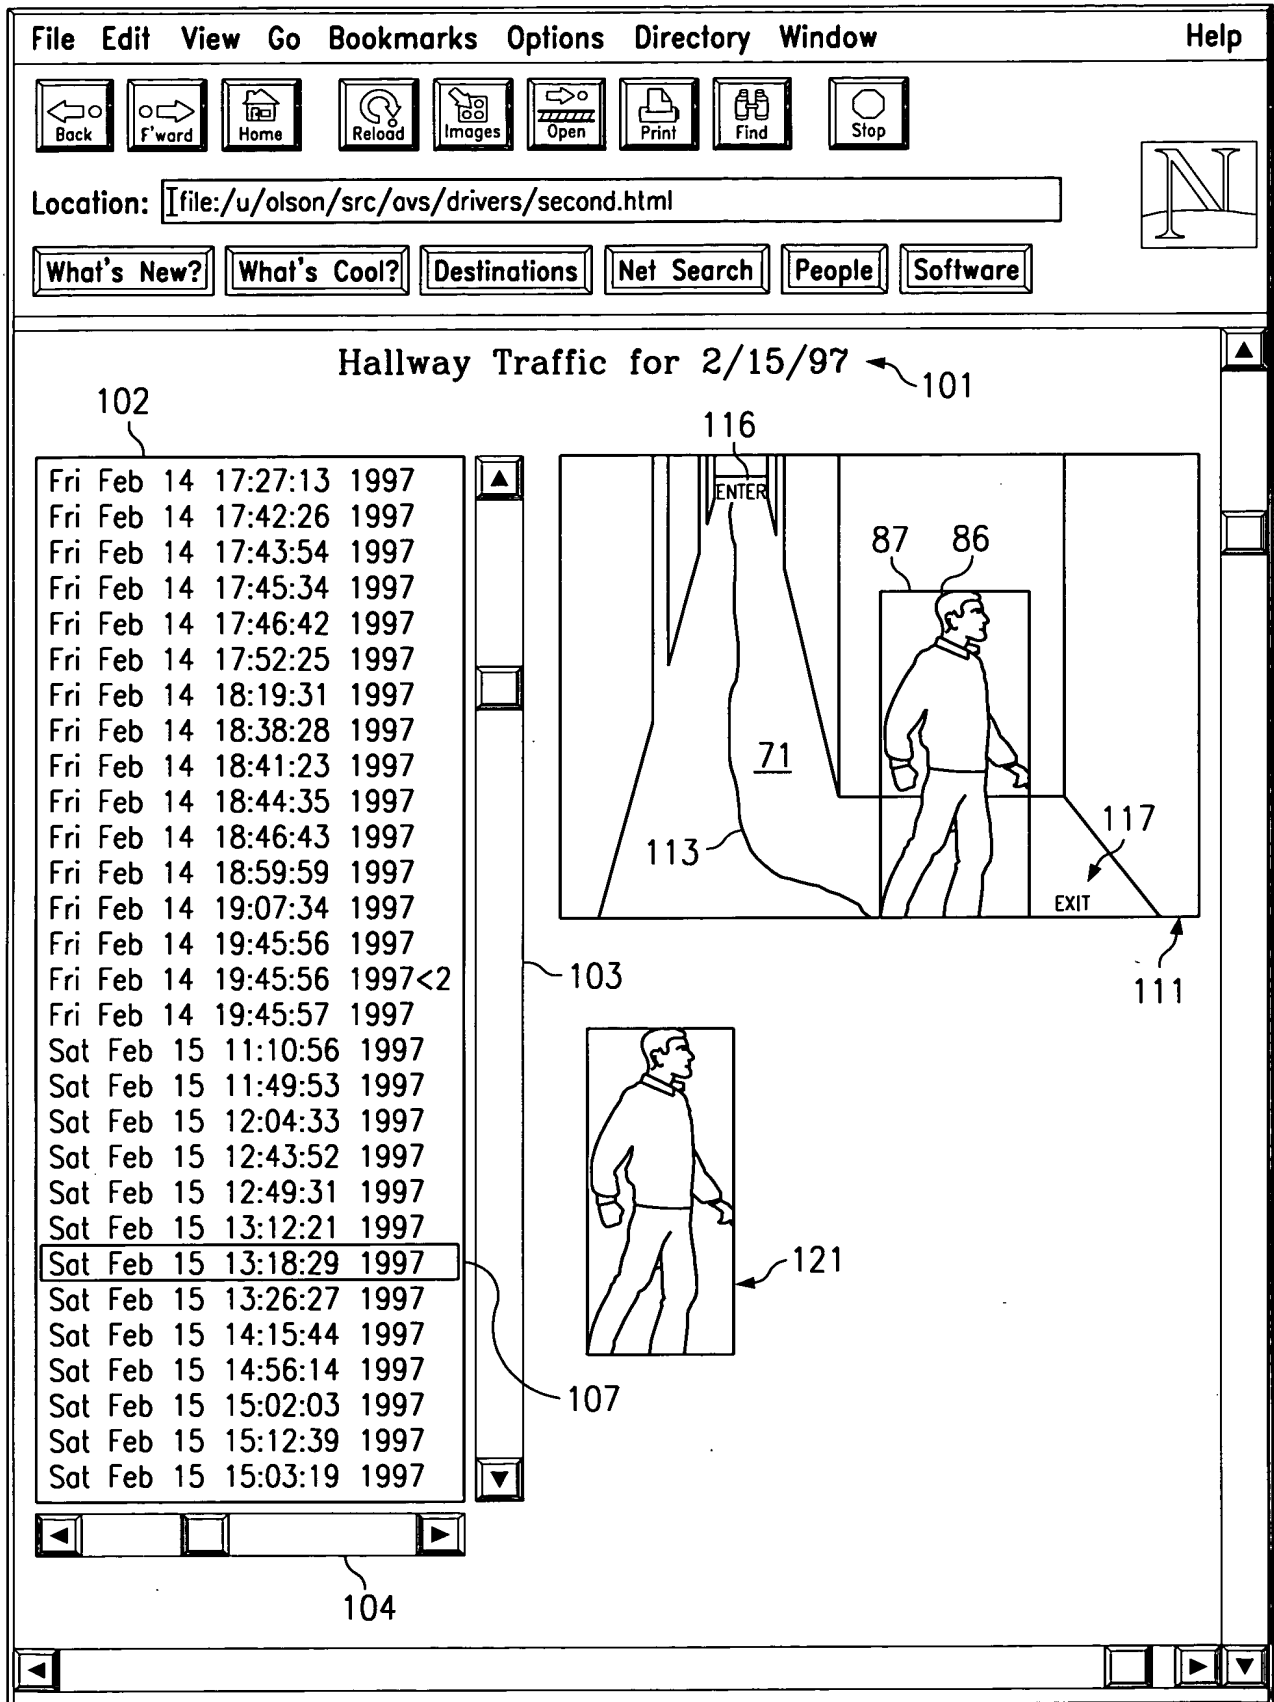 File Edit View Go Bookmarks Options Directory Window Help
Back F'ward Home Reload Images Open Print Find Stop
N
Location: file:/u/olson/src/avs/drivers/second.html
What's New? What's Cool? Destinations Net Search People Software
Hallway Traffic for 2/15/97
101
102
Fri Feb 14 17:27:13 1997
Fri Feb 14 17:42:26 1997
Fri Feb 14 17:43:54 1997
Fri Feb 14 17:45:34 1997
Fri Feb 14 17:46:42 1997
Fri Feb 14 17:52:25 1997
Fri Feb 14 18:19:31 1997
Fri Feb 14 18:38:28 1997
Fri Feb 14 18:41:23 1997
Fri Feb 14 18:44:35 1997
Fri Feb 14 18:46:43 1997
Fri Feb 14 18:59:59 1997
Fri Feb 14 19:07:34 1997
Fri Feb 14 19:45:56 1997
Fri Feb 14 19:45:56 1997<2
Fri Feb 14 19:45:57 1997
Sat Feb 15 11:10:56 1997
Sat Feb 15 11:49:53 1997
Sat Feb 15 12:04:33 1997
Sat Feb 15 12:43:52 1997
Sat Feb 15 12:49:31 1997
Sat Feb 15 13:12:21 1997
Sat Feb 15 13:18:29 1997
Sat Feb 15 13:26:27 1997
Sat Feb 15 14:15:44 1997
Sat Feb 15 14:56:14 1997
Sat Feb 15 15:02:03 1997
Sat Feb 15 15:12:39 1997
Sat Feb 15 15:03:19 1997
103
104
107
116
ENTER
87 86
71
113
117
EXIT
111
121